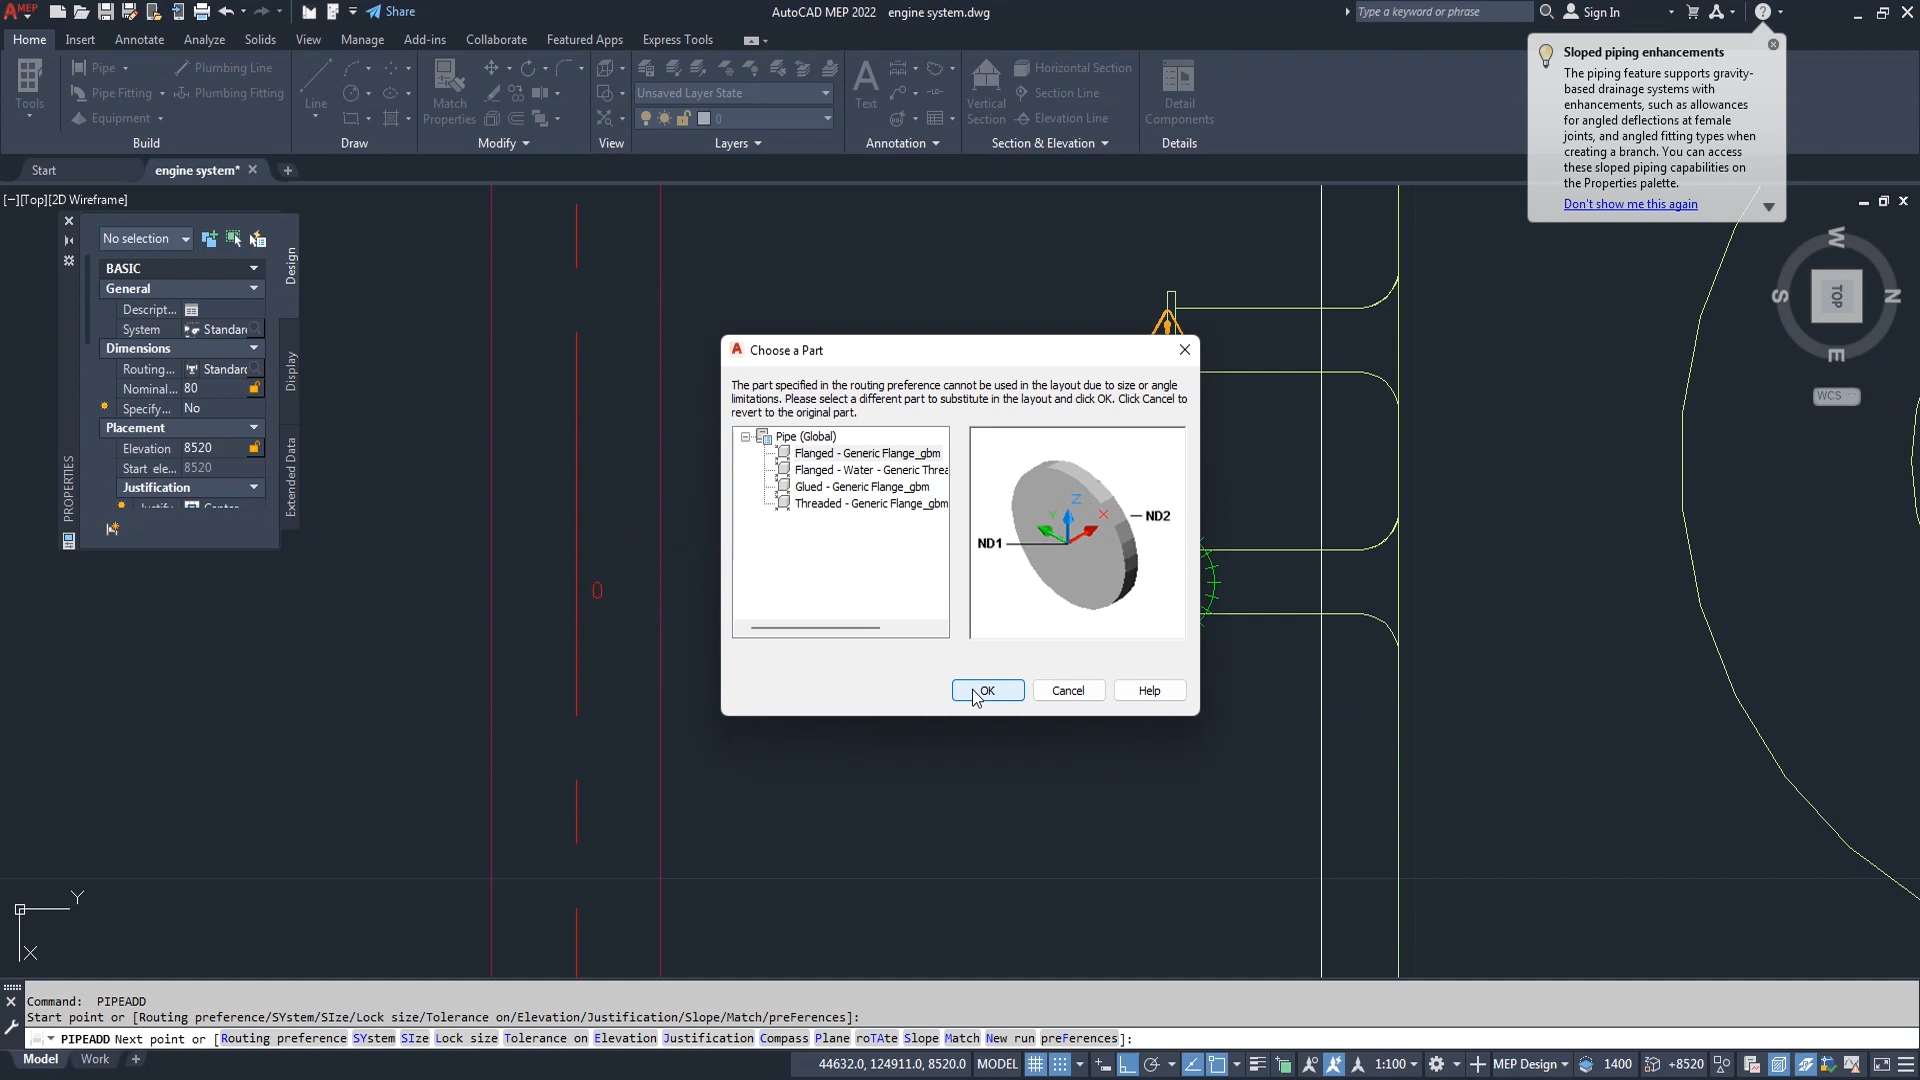 MEP
Share
AutoCAD MEP 2022 engine system.dwg
Type a keyword or phrase
Sign In
Home Insert Annotate Analyze Solids View Manage Add-ins Collaborate Featured Apps Express Tools
Tools
Pipe
Pipe Fitting
Equipment
Plumbing Line
Plumbing Fitting
Build
Line
Draw
Match
Properties
Modify
View
Unsaved Layer State
0
Layers
Text
Annotation
Vertical
Section
Horizontal Section
Section Line
Elevation Line
Section & Elevation
Detail
Components
Details
Sloped piping enhancements
The piping feature supports gravity-
based drainage systems with
enhancements, such as allowances
for angled deflections at female
joints, and angled fitting types when
creating a branch. You can access
these sloped piping capabilities on
the Properties palette.
Don't show me this again
Start engine system*
[−][Top][2D Wireframe]
No selection
BASIC
General
Descript...
System Standar
Dimensions
Routing... Standar
Nominal... 80
Specify... No
Placement
Elevation 8520
Start ele... 8520
Justification
Justify Center
PROPERTIES
Design
Display
Extended Data
0
W
S TOP N
E
WCS
Choose a Part
The part specified in the routing preference cannot be used in the layout due to size or angle
limitations. Please select a different part to substitute in the layout and click OK. Click Cancel to
revert to the original part.
Pipe (Global)
Flanged - Generic Flange_gbm
Flanged - Water - Generic Threa
Glued - Generic Flange_gbm
Threaded - Generic Flange_gbm
Z
Y X
ND2
ND1
OK Cancel Help
Y
X
Command: PIPEADD
Start point or [Routing preference/SYstem/SIze/Lock size/Tolerance on/Elevation/Justification/Slope/Match/preFerences]:
PIPEADD Next point or [Routing preference SYstem SIze Lock size Tolerance on Elevation Justification Compass Plane roTAte Slope Match New run preFerences]:
Model Work
44632.0, 124911.0, 8520.0 MODEL 1:100 MEP Design 1400 +8520